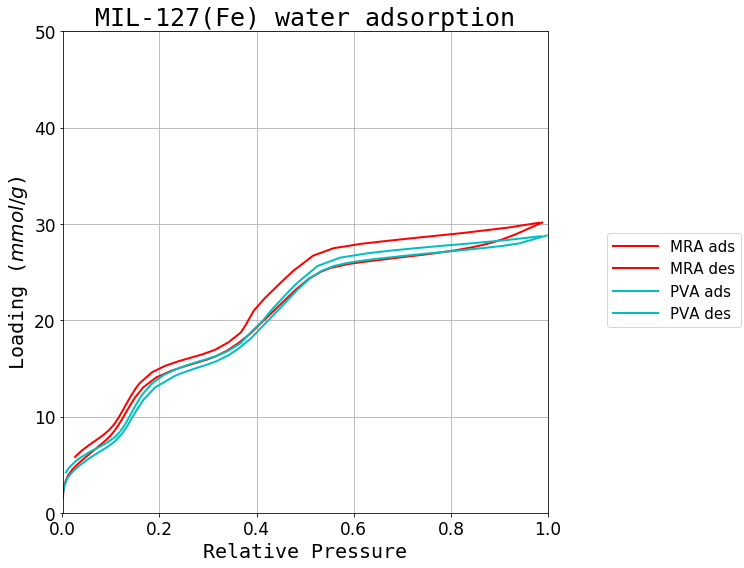 MIL-127(Fe) water adsorption
50
40
30
20
10
0
0.0 0.2 0.4 0.6 0.8 1.0
Relative Pressure
Loading (mmol/g)
MRA ads
MRA des
PVA ads
PVA des